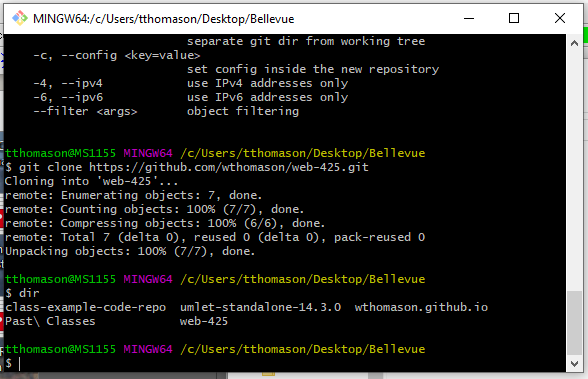 MINGW64:/c/Users/tthomason/Desktop/Bellevue
separate git dir from working tree
-c, --config <key=value>
set config inside the new repository
-4, --ipv4 use IPv4 addresses only
-6, --ipv6 use IPv6 addresses only
--filter <args> object filtering
tthomason@MS1155 MINGW64 /c/Users/tthomason/Desktop/Bellevue
$ git clone https://github.com/wthomason/web-425.git
Cloning into 'web-425'...
remote: Enumerating objects: 7, done.
remote: Counting objects: 100% (7/7), done.
remote: Compressing objects: 100% (6/6), done.
remote: Total 7 (delta 0), reused 0 (delta 0), pack-reused 0
Unpacking objects: 100% (7/7), done.
tthomason@MS1155 MINGW64 /c/Users/tthomason/Desktop/Bellevue
$ dir
Class-example-code-repo umlet-standalone-14.3.0 wthomason.github.io
Past\ Classes web-425
tthomason@MS1155 MINGW64 /c/Users/tthomason/Desktop/Bellevue
$